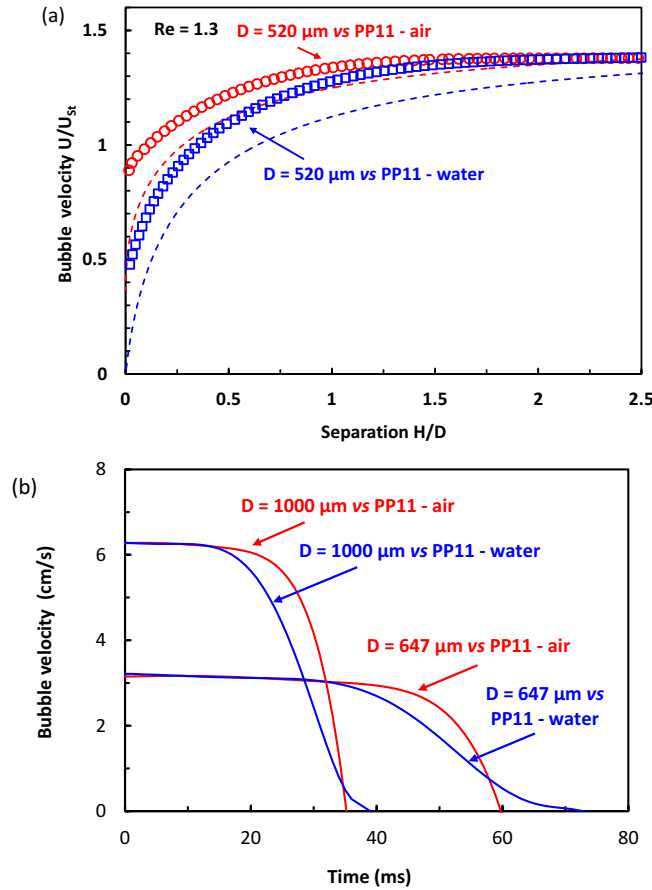 (a)
Re = 1.3
D = 520 µm vs PP11 - air
D = 520 µm vs PP11 - water
Bubble velocity U/USt
1.5
1
0.5
0
0
0.5
1
1.5
2
2.5
Separation H/D
(b)
D = 1000 µm vs PP11 - air
D = 1000 µm vs PP11 - water
D = 647 µm vs PP11 - air
D = 647 µm vs
PP11 - water
Bubble velocity (cm/s)
8
6
4
2
0
0
20
40
60
80
Time (ms)